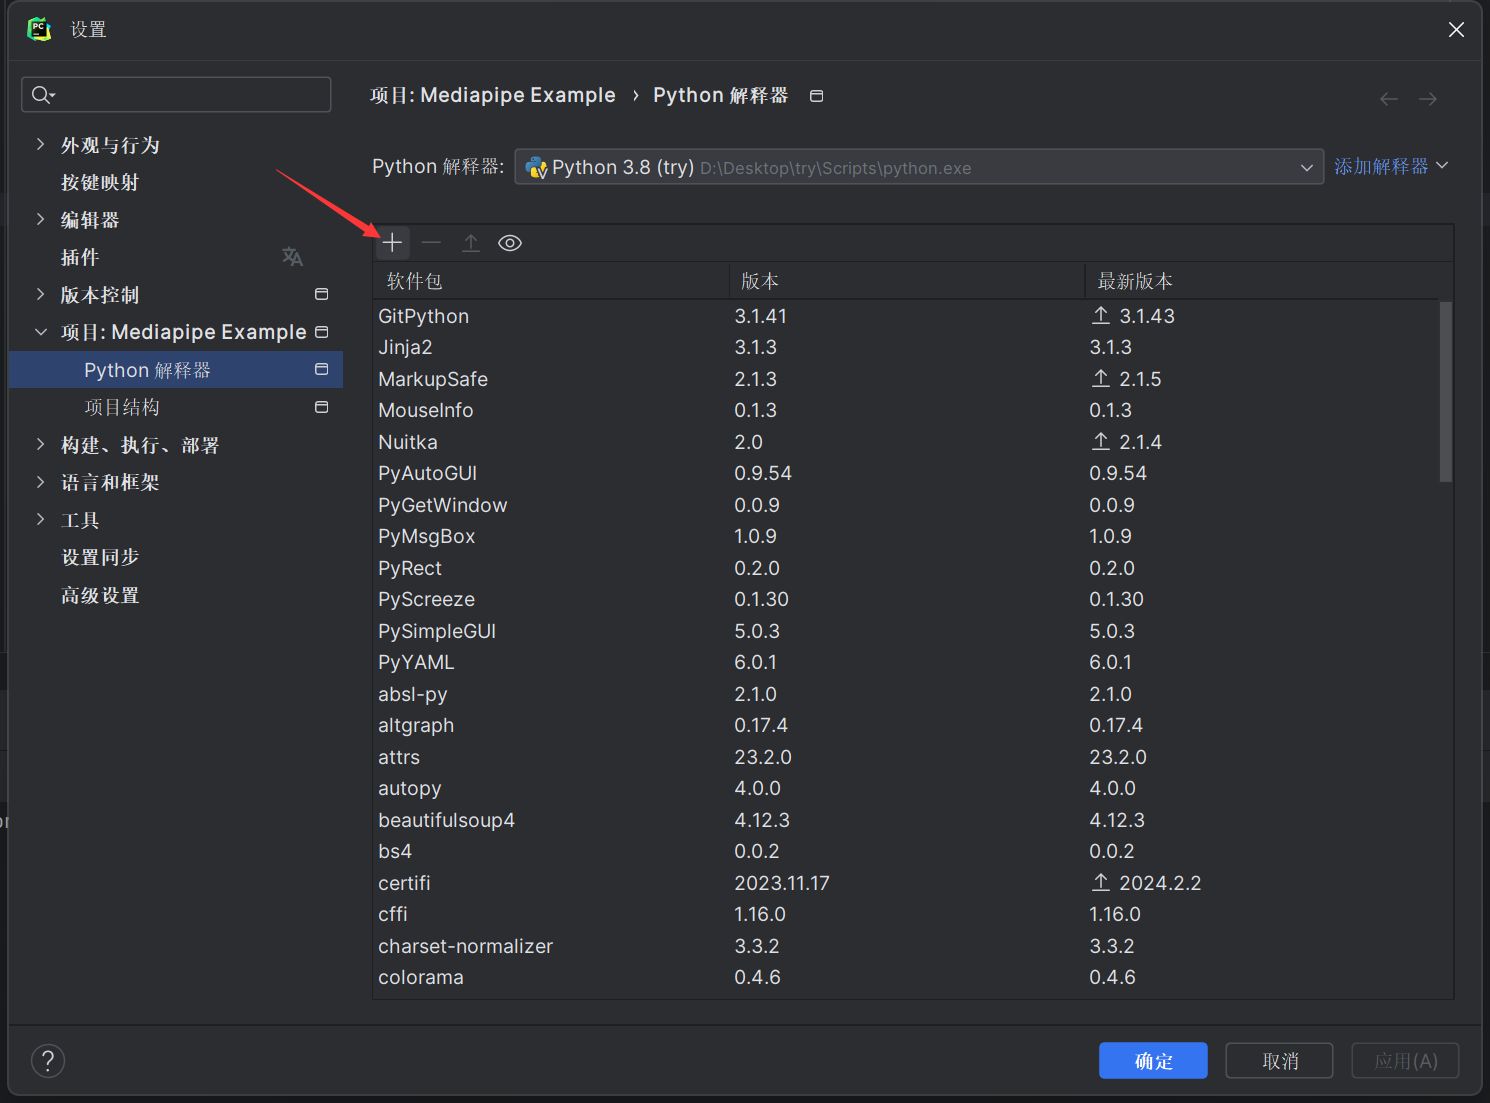 PC
设置
项目: Mediapipe Example › Python 解释器
外观与行为
按键映射
编辑器
插件
版本控制
项目: Mediapipe Example
Python 解释器
项目结构
构建、执行、部署
语言和框架
工具
设置同步
高级设置
Python 解释器: Python 3.8 (try) D:\Desktop\try\Scripts\python.exe 添加解释器
软件包 版本 最新版本
GitPython 3.1.41 3.1.43
Jinja2 3.1.3 3.1.3
MarkupSafe 2.1.3 2.1.5
MouseInfo 0.1.3 0.1.3
Nuitka 2.0 2.1.4
PyAutoGUI 0.9.54 0.9.54
PyGetWindow 0.0.9 0.0.9
PyMsgBox 1.0.9 1.0.9
PyRect 0.2.0 0.2.0
PyScreeze 0.1.30 0.1.30
PySimpleGUI 5.0.3 5.0.3
PyYAML 6.0.1 6.0.1
absl-py 2.1.0 2.1.0
altgraph 0.17.4 0.17.4
attrs 23.2.0 23.2.0
autopy 4.0.0 4.0.0
beautifulsoup4 4.12.3 4.12.3
bs4 0.0.2 0.0.2
certifi 2023.11.17 2024.2.2
cffi 1.16.0 1.16.0
charset-normalizer 3.3.2 3.3.2
colorama 0.4.6 0.4.6
? 确定 取消 应用(A)